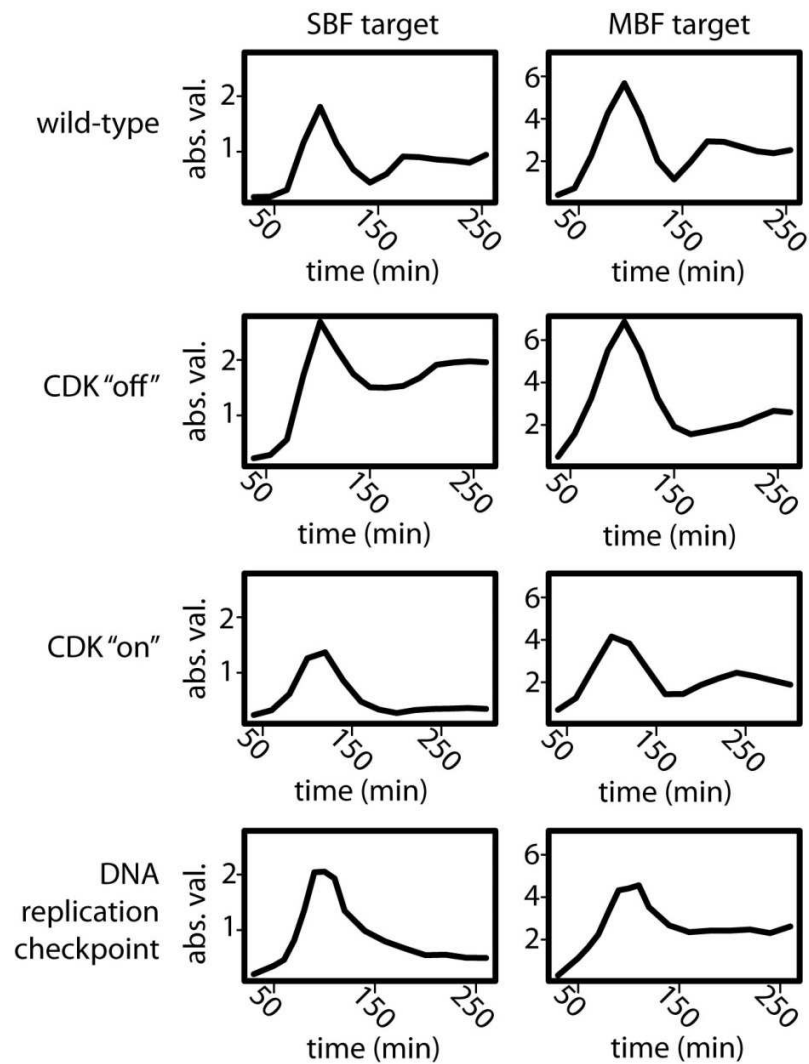 SBF target
MBF target
wild-type
abs. val.
2
1
6
4
2
50
150
250
50
150
250
time (min)
time (min)
CDK "off"
abs. val.
2
1
6
4
2
50
150
250
50
150
250
time (min)
time (min)
CDK "on"
abs. val.
2
1
6
4
2
50
150
250
50
150
250
time (min)
time (min)
DNA
replication
checkpoint
abs. val.
2
1
6
4
2
50
150
250
50
150
250
time (min)
time (min)